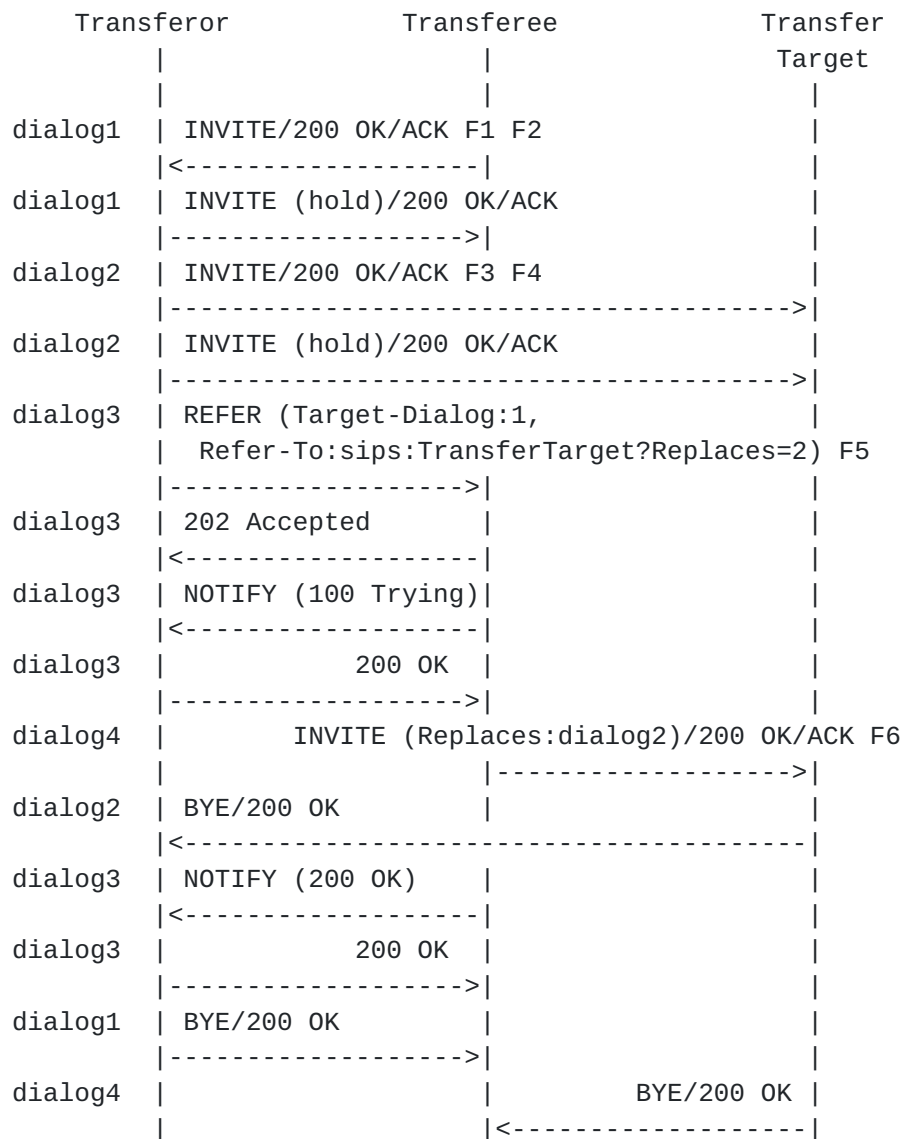 Transferor           Transferee             Transfer
                                             Target
dialog1  | INVITE/200 OK/ACK F1 F2
dialog1  | INVITE (hold)/200 OK/ACK
dialog2  | INVITE/200 OK/ACK F3 F4
dialog2  | INVITE (hold)/200 OK/ACK
dialog3  | REFER (Target-Dialog:1,
         |  Refer-To:sips:TransferTarget?Replaces=2) F5
dialog3  | 202 Accepted
dialog3  | NOTIFY (100 Trying)|
dialog3  |            200 OK  |
dialog4  |        INVITE (Replaces:dialog2)/200 OK/ACK F6
dialog2  | BYE/200 OK
dialog3  | NOTIFY (200 OK)
dialog3  |            200 OK  |
dialog1  | BYE/200 OK
dialog4  |                    |         BYE/200 OK |